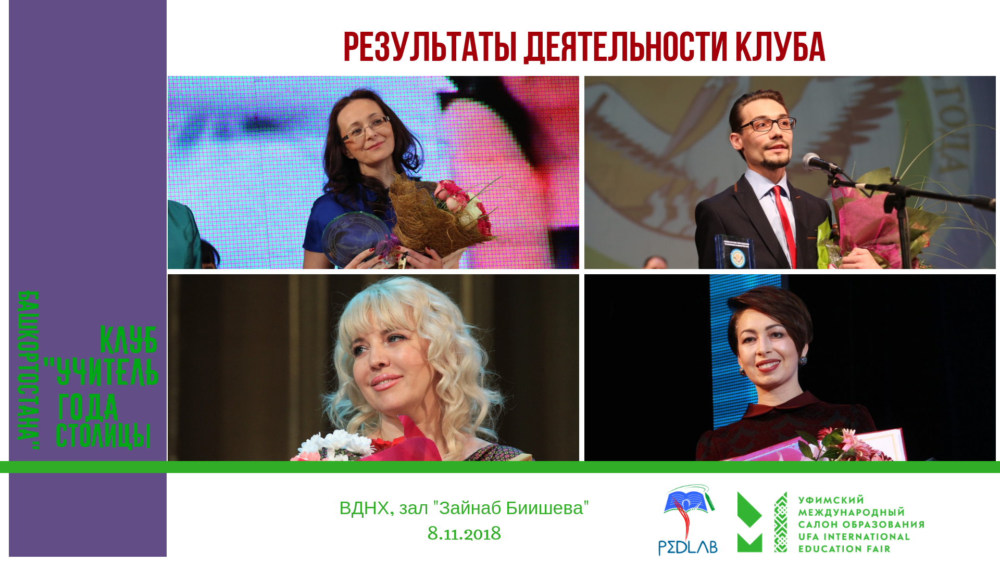 РЕЗУЛЬТАТЫ ДЕЯТЕЛЬНОСТИ КЛУБА
ГОДА
КЛУБ
"УЧИТЕЛЬ
ГОДА
СТОЛИЦЫ
БАШКОРТОСТАНА"
ВДНХ, зал "Зайнаб Биишева"
8.11.2018
PEDLAB
УФИМСКИЙ
МЕЖДУНАРОДНЫЙ
САЛОН ОБРАЗОВАНИЯ
UFA INTERNATIONAL
EDUCATION FAIR